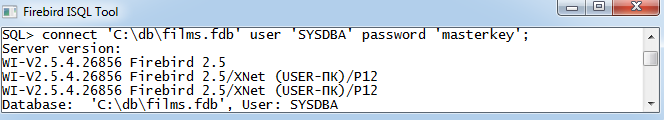 Firebird ISQL Tool
SQL> connect 'C:\db\films.fdb' user 'SYSDBA' password 'masterkey';
Server version:
WI-V2.5.4.26856 Firebird 2.5
WI-V2.5.4.26856 Firebird 2.5/XNet (USER-ПК)/P12
WI-V2.5.4.26856 Firebird 2.5/XNet (USER-ПК)/P12
Database:  'C:\db\films.fdb', User: SYSDBA